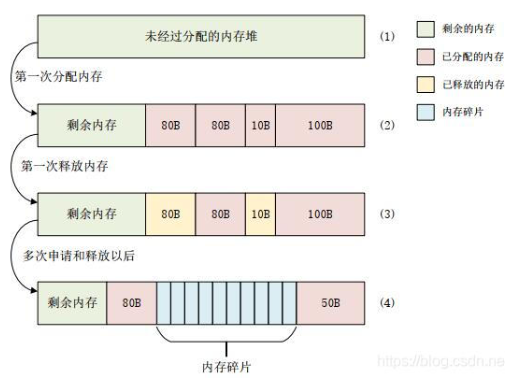 未经过分配的内存堆
(1)
剩余的内存
已分配的内存
已释放的内存
内存碎片
第一次分配内存
剩余内存 80B 80B 10B 100B
(2)
第一次释放内存
剩余内存 80B 80B 10B 100B
(3)
多次申请和释放以后
剩余内存 80B 50B
(4)
内存碎片
https://blog.csdn.ne